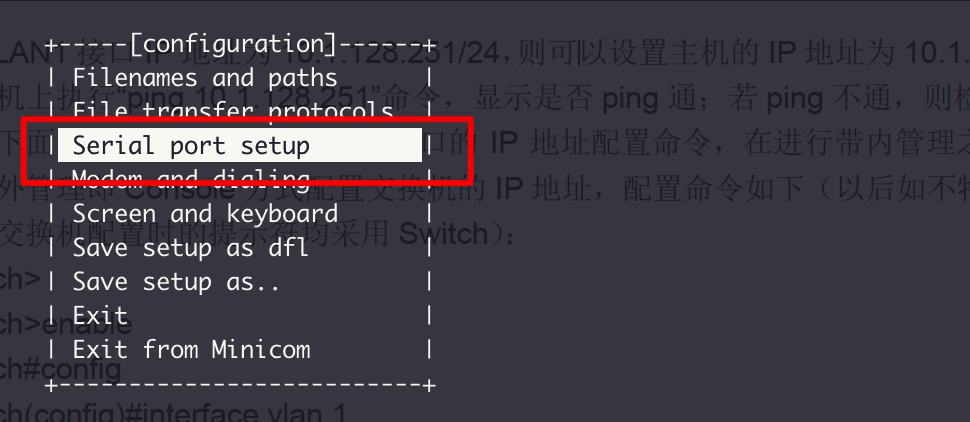 +-----[configuration]------+
LAN1 接口 IP 地址为 10.1.128.251/24，则可以设置主机的 IP 地址为 10.1.
| Filenames and paths |
机上执行“ping 10.1.128.251”命令，显示是否 ping 通；若 ping 不通，则检
| File transfer protocols |
| Serial port setup |
下面 口的 IP 地址配置命令，在进行带内管理之
| Modem and dialing |
外管理即 Console 方式配置交换机的 IP 地址，配置命令如下（以后如不特
| Screen and keyboard |
交换机配置时的提示符均采用 Switch）：
| Save setup as dfl |
ch>
| Save setup as.. |
| Exit |
ch>enable
| Exit from Minicom |
ch#config
+--------------------------+
ch(config)#interface vlan 1